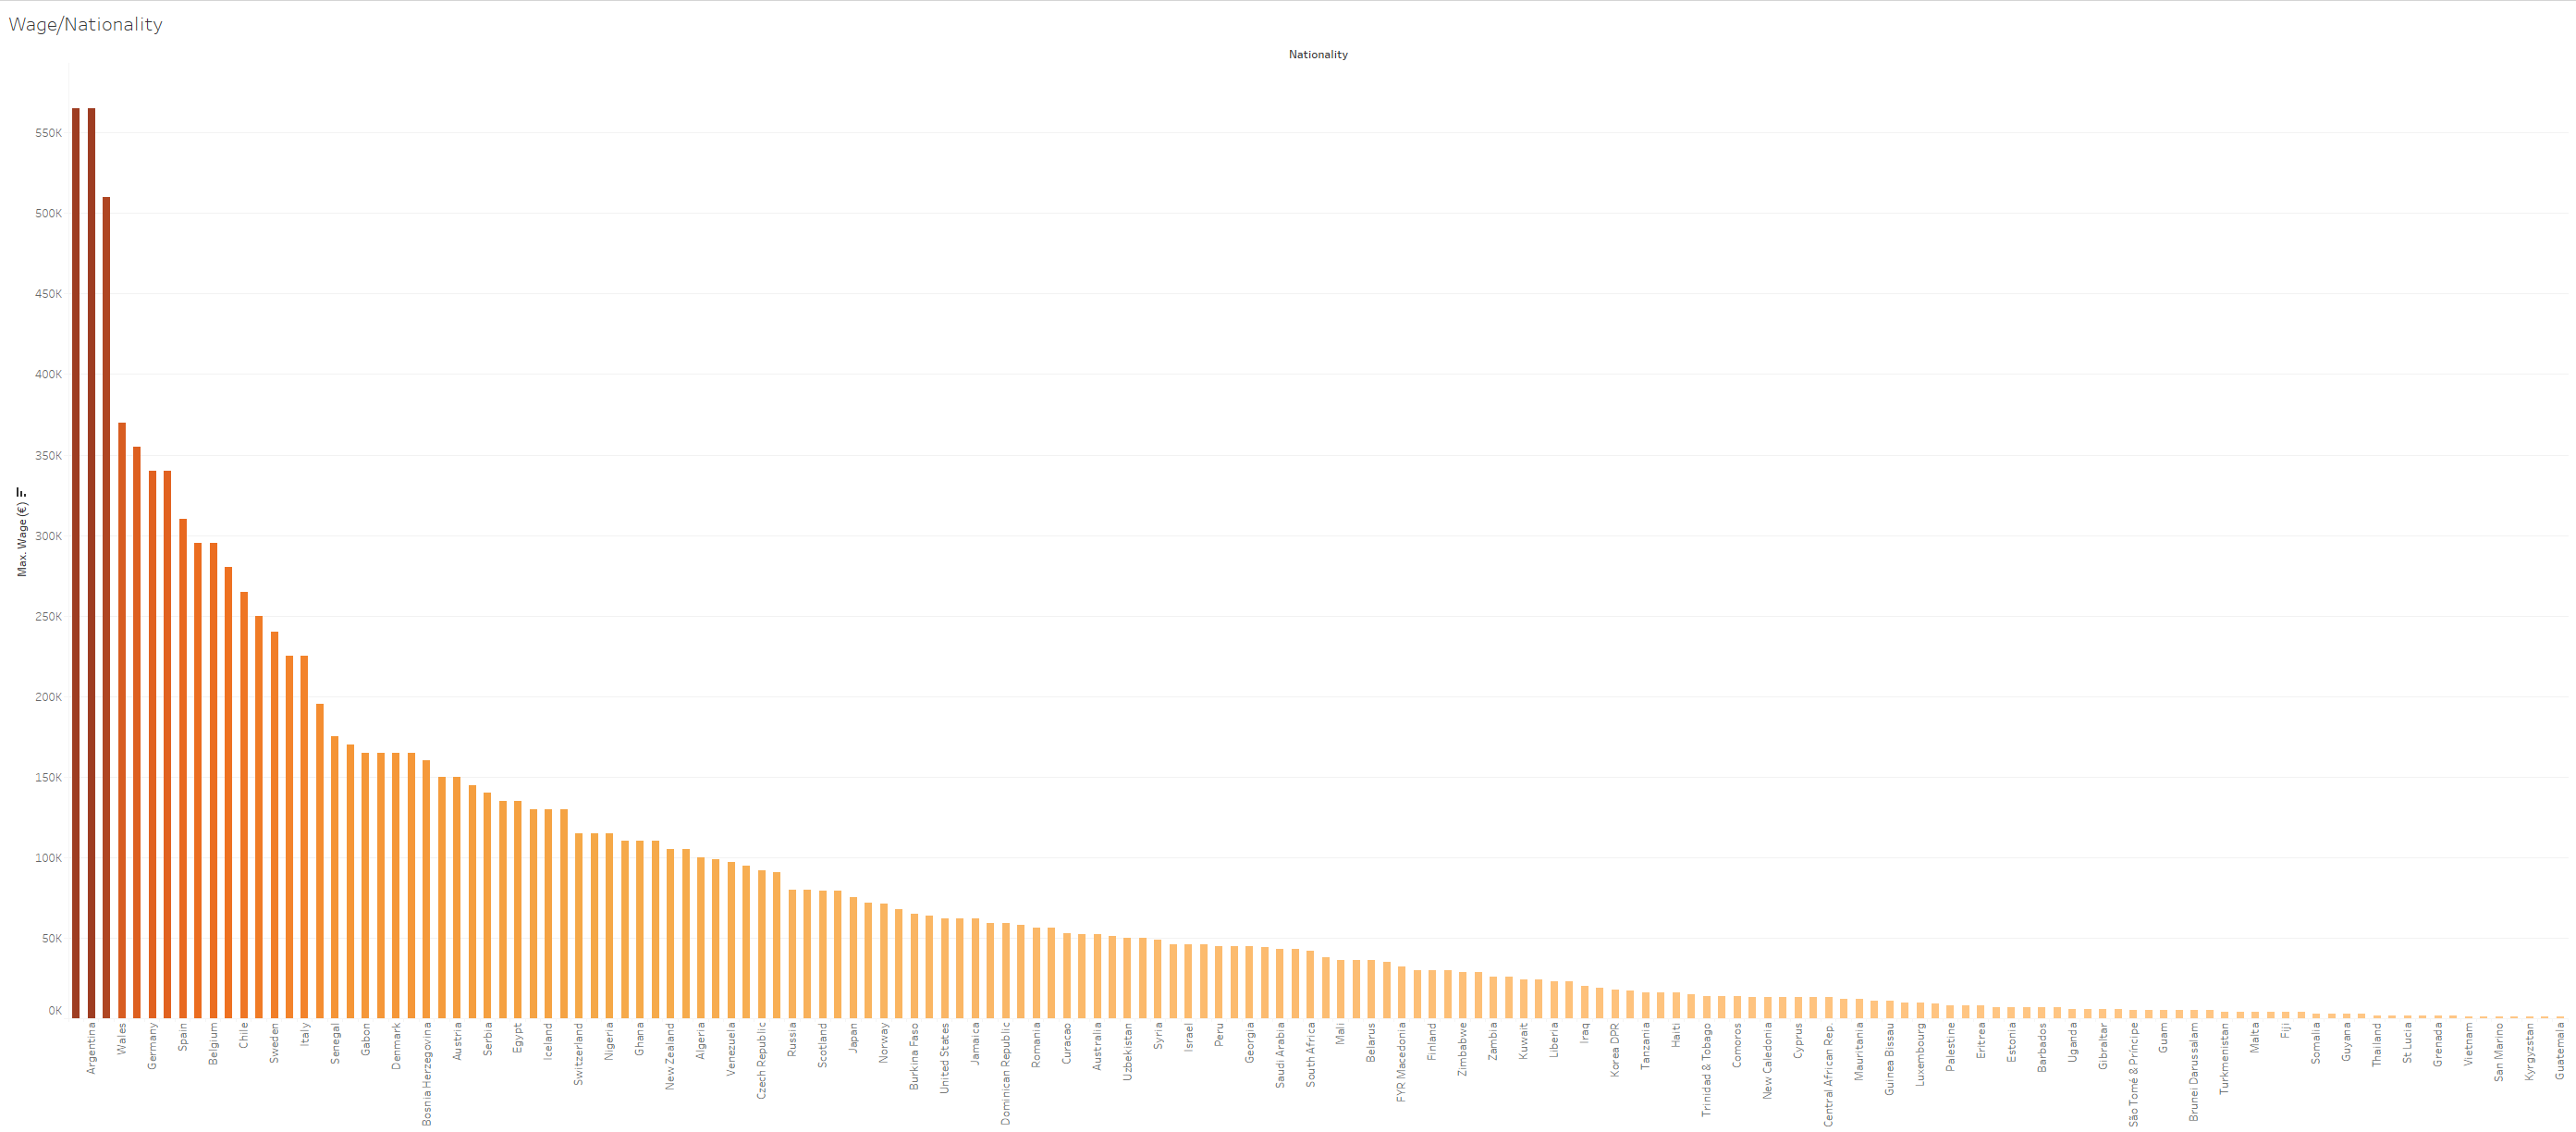 Wage/Nationality
Nationality
550K
500K
450K
400K
350K
300K
250K
200K
150K
100K
50K
0K
Max. Wage (€)
Argentina
Wales
Germany
Spain
Belgium
Chile
Sweden
Italy
Senegal
Gabon
Denmark
Bosnia Herzegovina
Austria
Serbia
Egypt
Iceland
Switzerland
Nigeria
Ghana
New Zealand
Algeria
Venezuela
Czech Republic
Russia
Scotland
Japan
Norway
Burkina Faso
United States
Jamaica
Dominican Republic
Romania
Curacao
Australia
Uzbekistan
Syria
Israel
Peru
Georgia
Saudi Arabia
South Africa
Mali
Belarus
FYR Macedonia
Finland
Zimbabwe
Zambia
Kuwait
Liberia
Iraq
Korea DPR
Tanzania
Haiti
Trinidad & Tobago
Comoros
New Caledonia
Cyprus
Central African Rep.
Mauritania
Guinea Bissau
Luxembourg
Palestine
Eritrea
Estonia
Barbados
Uganda
Gibraltar
São Tomé & Príncipe
Guam
Brunei Darussalam
Turkmenistan
Malta
Fiji
Somalia
Guyana
Thailand
St Lucia
Grenada
Vietnam
San Marino
Kyrgyzstan
Guatemala